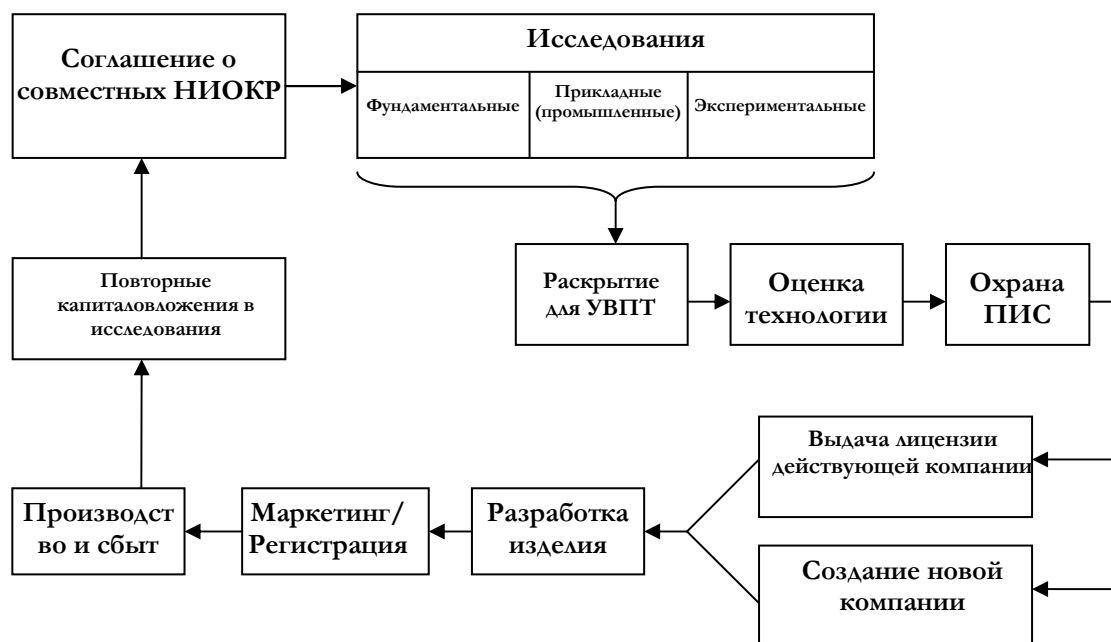 Соглашение о
совместных НИОКР
Исследования
Фундаментальные
Прикладные
(промышленные)
Экспериментальные
Повторные
капиталовложения в
исследования
Раскрытие
для УВПТ
Оценка
технологии
Охрана
ПИС
Выдача лицензии
действующей компании
Производст
во и сбыт
Маркетинг/
Регистрация
Разработка
изделия
Создание новой
компании